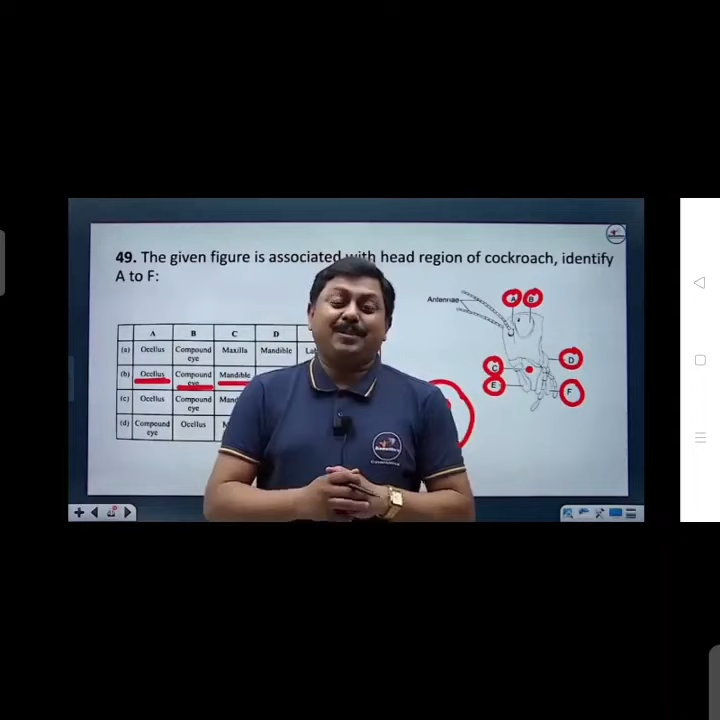 49. The given figure is associated with head region of cockroach, identify
A to F:
Antennae
A B
C D
E F
A B C D
(a) Ocellus Compound eye Maxilla Mandible
(b) Ocellus Compound eye Mandible
(c) Ocellus Compound eye
(d) Compound eye Ocellus